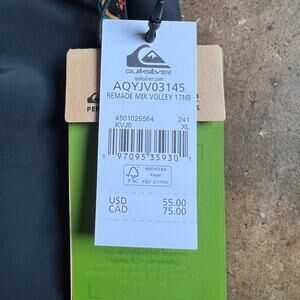 QUIKSILVER
quiksilver.com
AQYJV03145
REMADE MIX VOLLEY 17NB
4501025564 241
KVJ6 XL
1 97095 35930 1
RECYCLED
Paper
FSC
USD 55.00
CAD 75.00